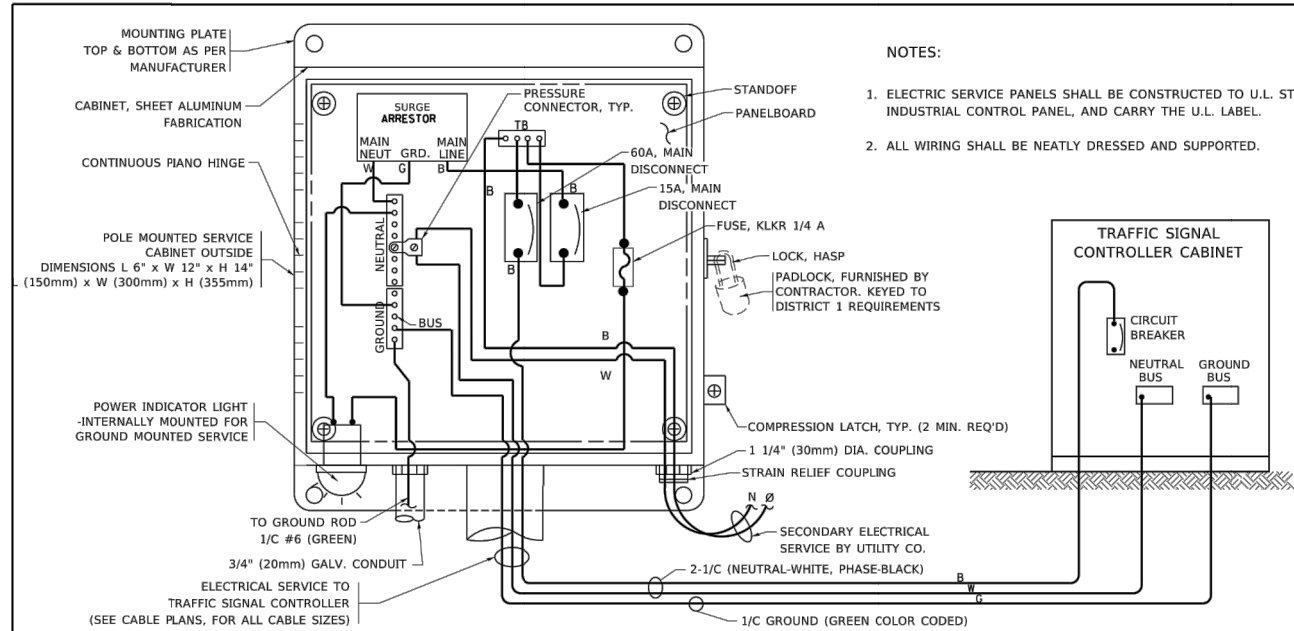 MOUNTING PLATE
TOP & BOTTOM AS PER
MANUFACTURER
CABINET, SHEET ALUMINUM
FABRICATION
CONTINUOUS PIANO HINGE
POLE MOUNTED SERVICE
CABINET OUTSIDE
DIMENSIONS L 6" x W 12" x H 14"
L (150mm) x W (300mm) x H (355mm)
POWER INDICATOR LIGHT
-INTERNALLY MOUNTED FOR
GROUND MOUNTED SERVICE
TO GROUND ROD
1/C #6 (GREEN)
3/4" (20mm) GALV. CONDUIT
ELECTRICAL SERVICE TO
TRAFFIC SIGNAL CONTROLLER
(SEE CABLE PLANS, FOR ALL CABLE SIZES)
SURGE
ARRESTOR
MAIN
NEUT
GRD.
MAIN
LINE
W
G
B
NEUTRAL
GROUND
BUS
TB
B
B
B
B
W
PRESSURE
CONNECTOR, TYP.
60A, MAIN
DISCONNECT
15A, MAIN
DISCONNECT
FUSE, KLKR 1/4 A
STANDOFF
PANELBOARD
LOCK, HASP
PADLOCK, FURNISHED BY
CONTRACTOR. KEYED TO
DISTRICT 1 REQUIREMENTS
COMPRESSION LATCH, TYP. (2 MIN. REQ'D)
1 1/4" (30mm) DIA. COUPLING
STRAIN RELIEF COUPLING
N Ø
SECONDARY ELECTRICAL
SERVICE BY UTILITY CO.
2-1/C (NEUTRAL-WHITE, PHASE-BLACK)
B
W
G
1/C GROUND (GREEN COLOR CODED)
NOTES:
1. ELECTRIC SERVICE PANELS SHALL BE CONSTRUCTED TO U.L. ST
INDUSTRIAL CONTROL PANEL, AND CARRY THE U.L. LABEL.
2. ALL WIRING SHALL BE NEATLY DRESSED AND SUPPORTED.
TRAFFIC SIGNAL
CONTROLLER CABINET
CIRCUIT
BREAKER
NEUTRAL
BUS
GROUND
BUS